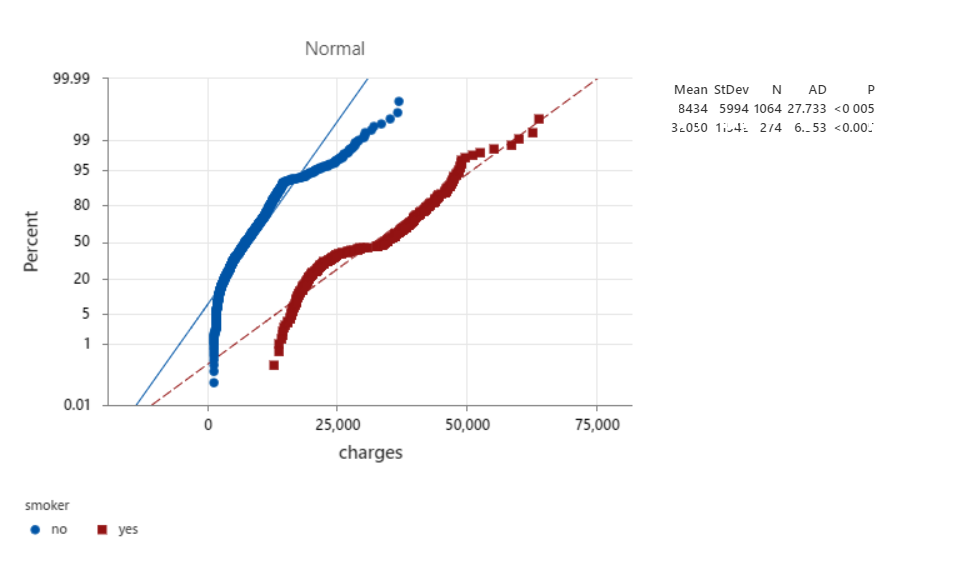 Normal
99.99
99
95
80
50
20
5
1
0.01
Percent
0
25,000
50,000
75,000
charges
Mean StDev N AD P
8434 5994 1064 27.733
smoker
no
yes